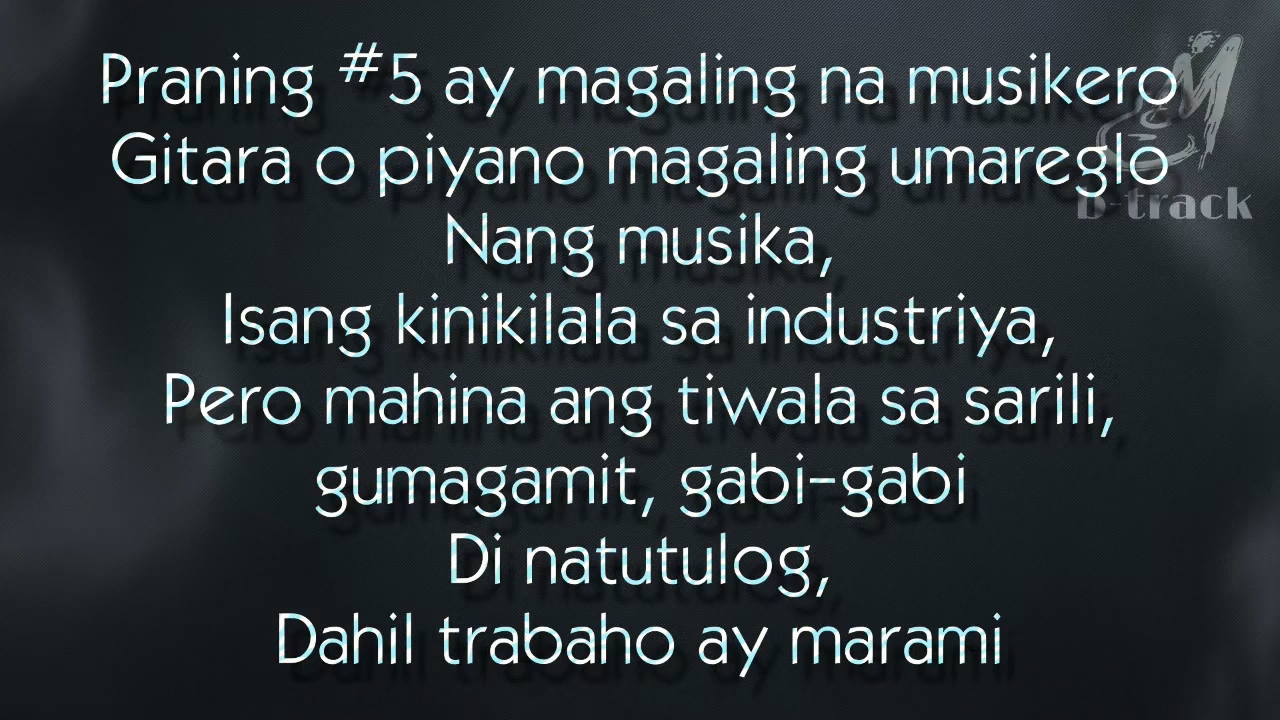 Praning #5 ay magaling na musikero
Gitara o piyano magaling umareglo
Nang musika,
Isang kinikilala sa industriya,
Pero mahina ang tiwala sa sarili,
gumagamit, gabi-gabi
Di natutulog,
Dahil trabaho ay marami
D-track